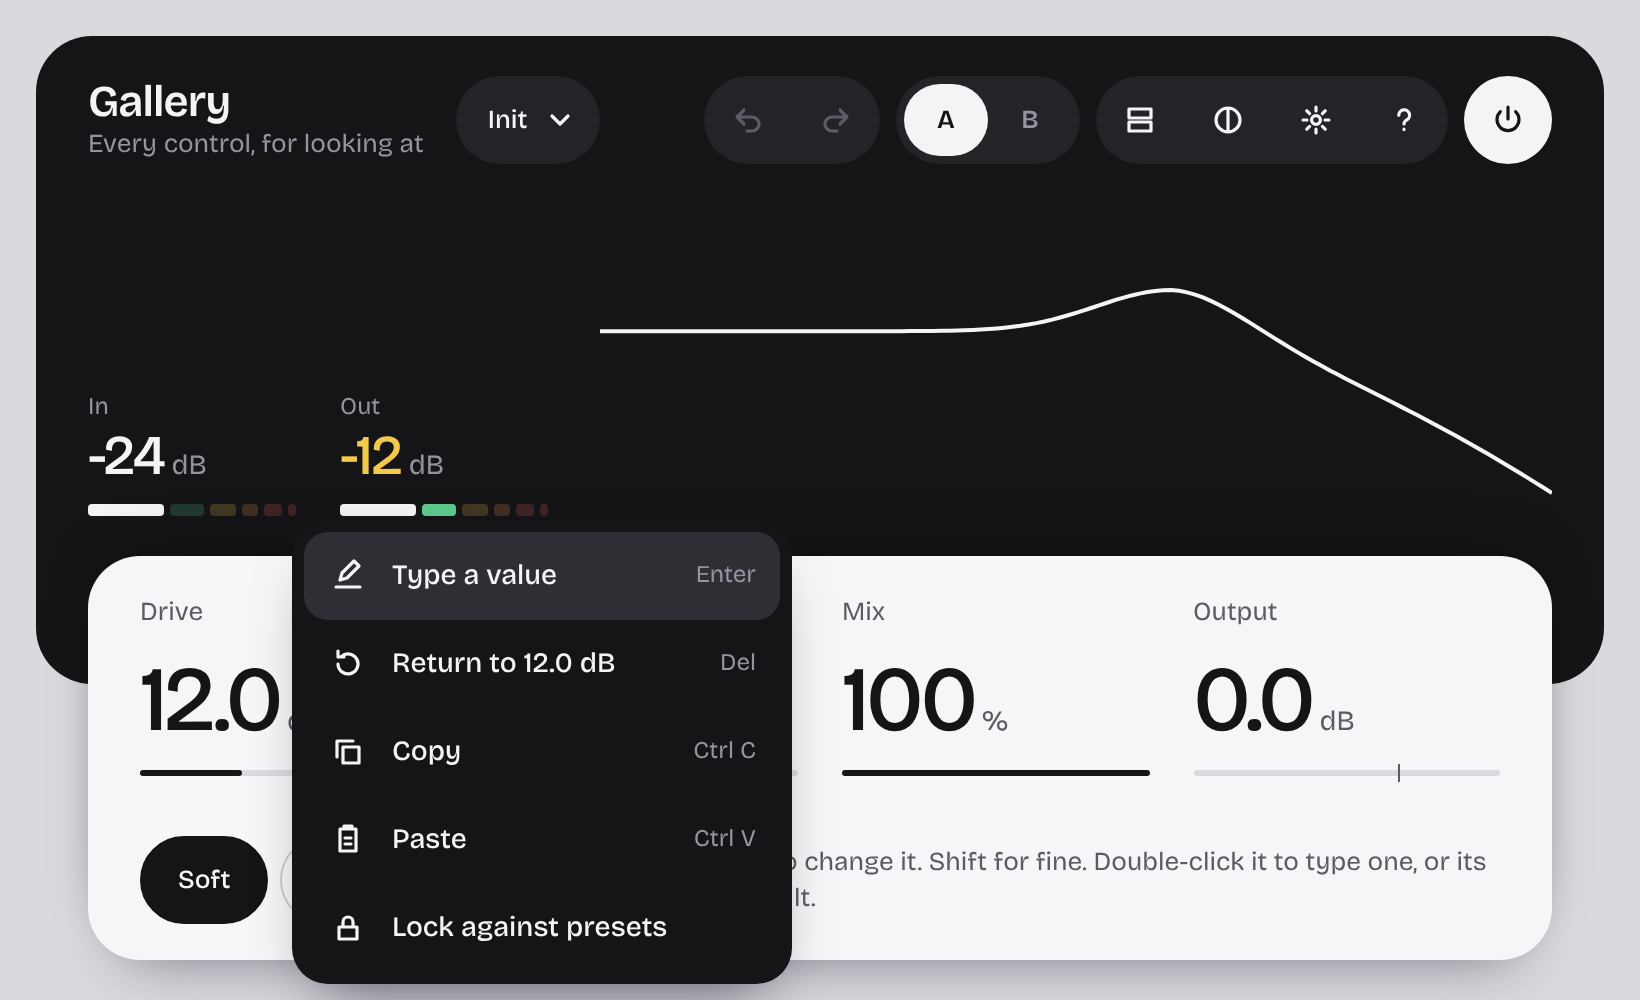 Gallery
Every control, for looking at
Init
A
B
?
In
-24 dB
Out
-12 dB
Type a value Enter
Return to 12.0 dB Del
Copy Ctrl C
Paste Ctrl V
Lock against presets
Drive
12.0
Mix
100 %
Output
0.0 dB
Soft
change it. Shift for fine. Double-click it to type one, or its